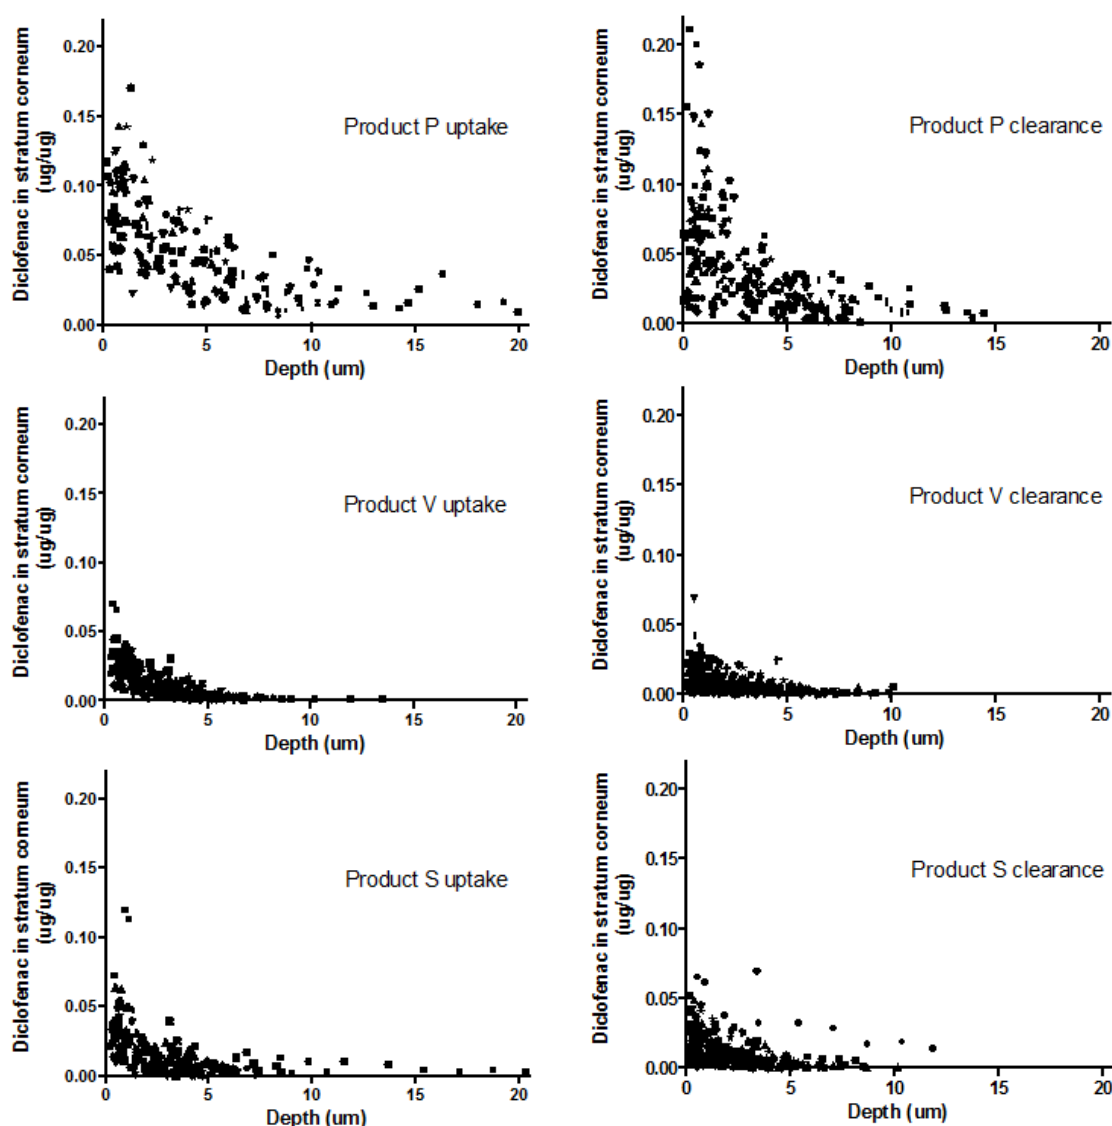 Diclofenac in stratum corneum
(ug/ug)
0.20
0.15
0.10
0.05
0.00
Product P uptake
0
5
10
15
20
Depth (um)
Diclofenac in stratum corneum
(ug/ug)
0.20
0.15
0.10
0.05
0.00
Product P clearance
0
5
10
15
20
Depth (um)
Diclofenac in stratum corneum
(ug/ug)
0.20
0.15
0.10
0.05
0.00
Product V uptake
0
5
10
15
20
Depth (um)
Diclofenac in stratum corneum
(ug/ug)
0.20
0.15
0.10
0.05
0.00
Product V clearance
0
5
10
15
20
Depth (um)
Diclofenac in stratum corneum
(ug/ug)
0.20
0.15
0.10
0.05
0.00
Product S uptake
0
5
10
15
20
Depth (um)
Diclofenac in stratum corneum
(ug/ug)
0.20
0.15
0.10
0.05
0.00
Product S clearance
0
5
10
15
20
Depth (um)